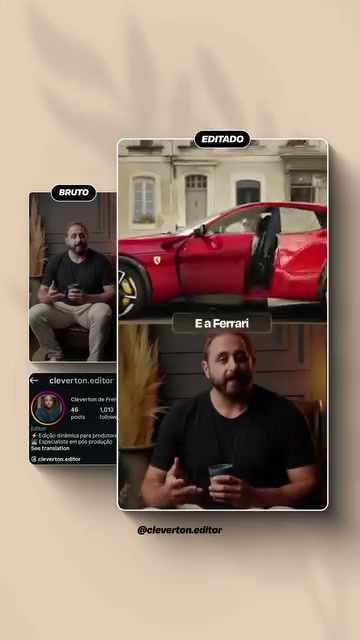 EDITADO
BRUTO
E a Ferrari
cleverton.editor
Cleverton de Frei
46
1,013
posts
followe
Editor
⚡ Edição dinâmica para produtore
Especialista em pós produção
See translation
cleverton.editor
@cleverton.editor